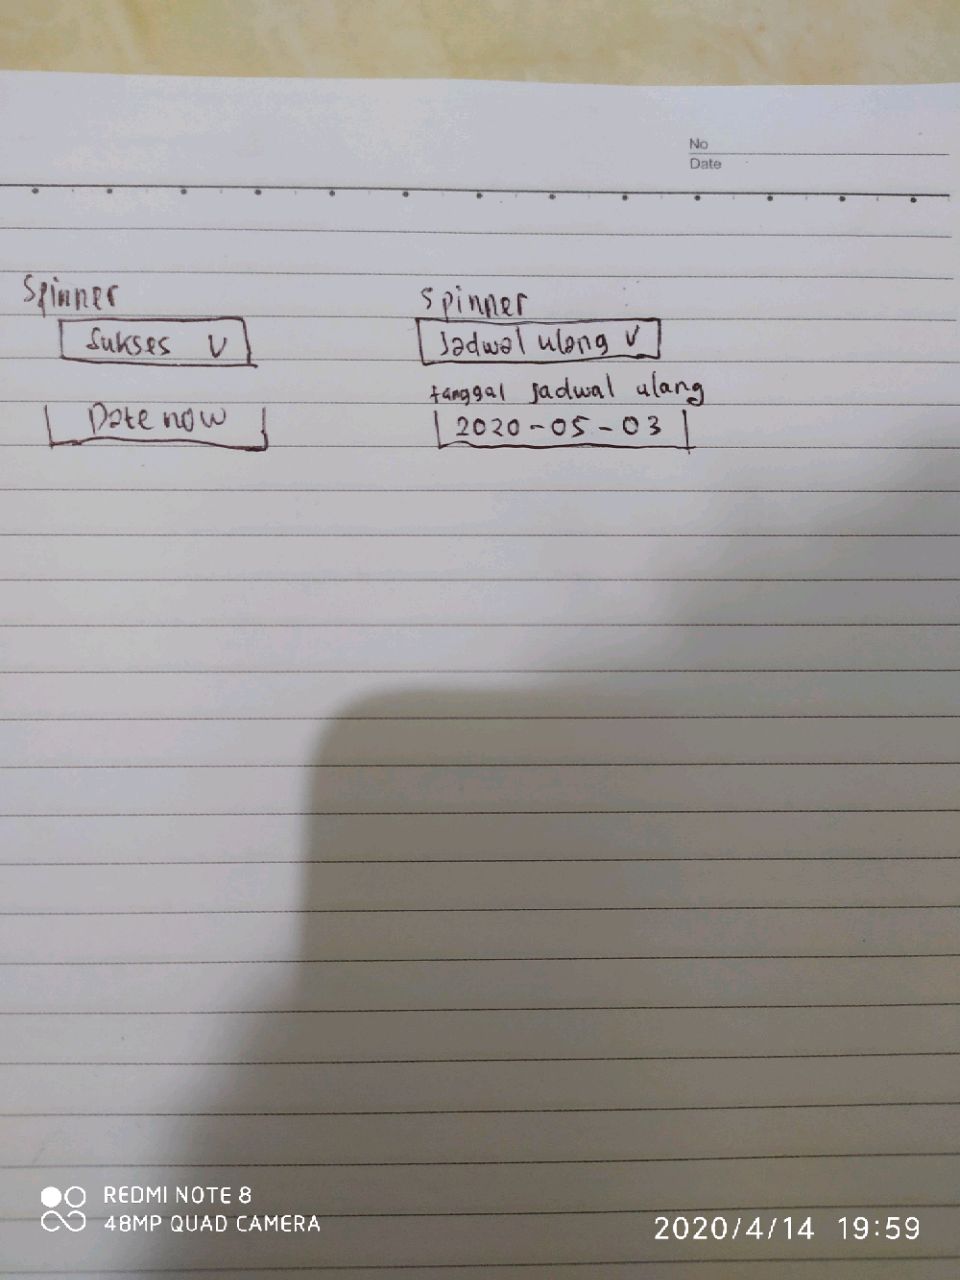 No
Date
Spinner
Sukses V
Date now
Spinner
Jadwal ulang V
tanggal jadwal ulang
2020-05-03
REDMI NOTE 8
48MP QUAD CAMERA
2020/4/14 19:59